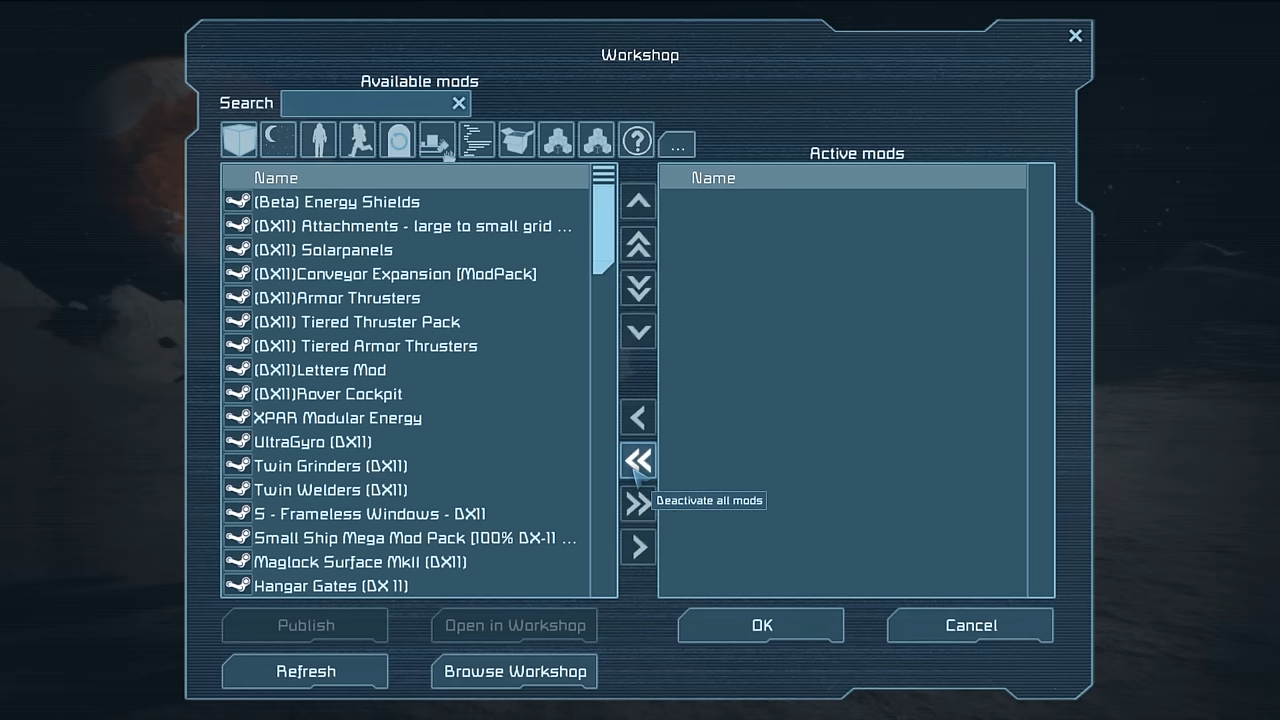 Workshop
Available mods
Search
...
Active mods
Name
(Beta) Energy Shields
(DX11) Attachments - large to small grid ...
(DX11) Solarpanels
(DX11)Conveyor Expansion [ModPack]
(DX11)Armor Thrusters
(DX11) Tiered Thruster Pack
(DX11) Tiered Armor Thrusters
(DX11)Letters Mod
(DX11)Rover Cockpit
XPAR Modular Energy
UltraGyro (DX11)
Twin Grinders (DX11)
Twin Welders (DX11)
S - Frameless Windows - DX11
Small Ship Mega Mod Pack [100% DX-11 ...
Maglock Surface MkII (DX11)
Hangar Gates (DX 11)
Name
Deactivate all mods
Publish
Open in Workshop
OK
Cancel
Refresh
Browse Workshop